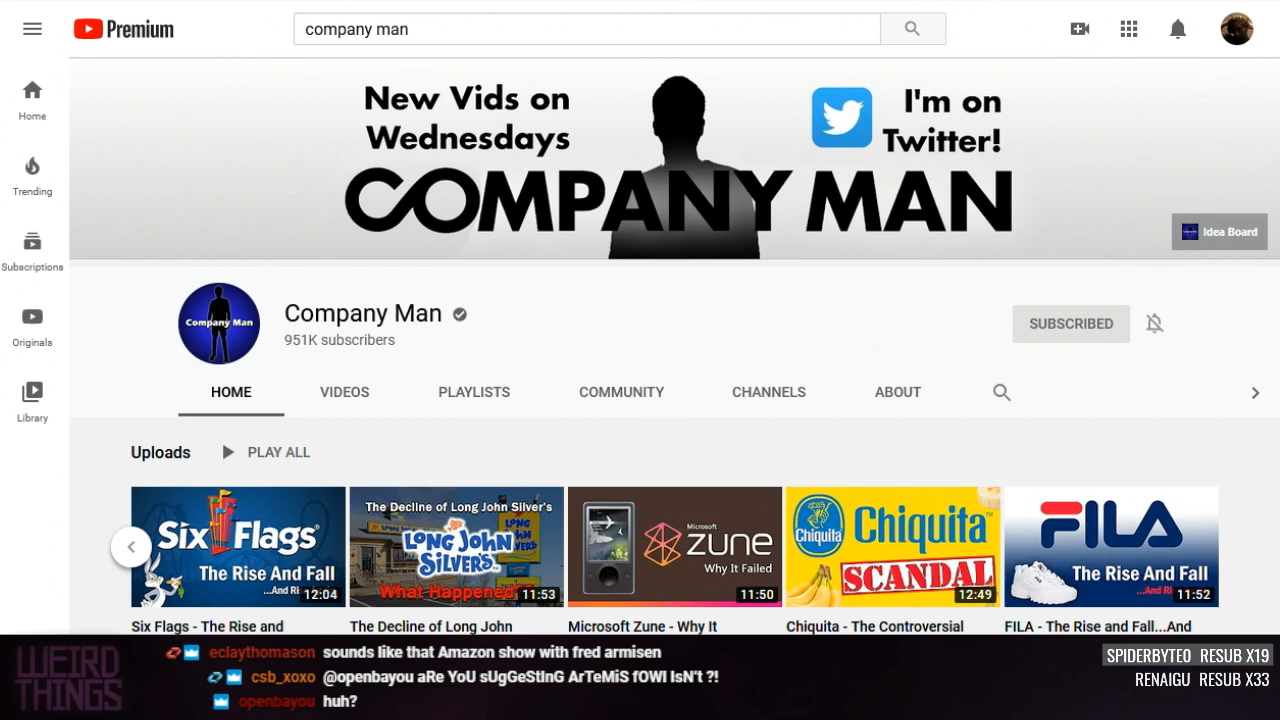 Premium
company man
Home
Trending
Subscriptions
Originals
Library
New Vids on
Wednesdays
I'm on
Twitter!
COMPANY MAN
Idea Board
Company Man
Company Man
951K subscribers
SUBSCRIBED
HOME
VIDEOS
PLAYLISTS
COMMUNITY
CHANNELS
ABOUT
Uploads
PLAY ALL
Six Flags
The Rise And Fall
...And Ri
12:04
The Decline of Long John Silver's
LONG JOHN
SILVER'S
What Happened?
11:53
Microsoft
zune
Why It Failed
11:50
Chiquita
Chiquita™
SCANDAL
12:49
FILA
The Rise and Fall
...And Ri
11:52
Six Flags - The Rise and
The Decline of Long John
Microsoft Zune - Why It
Chiquita - The Controversial
FILA - The Rise and Fall...And
WEIRD
THINGS
eclaythomason sounds like that Amazon show with fred armisen
csb_xoxo @openbayou aRe YoU sUgGeStInG ArTeMiS fOWl IsN't ?!
openbayou huh?
SPIDERBYTE0 RESUB X19
RENAIGU RESUB X33